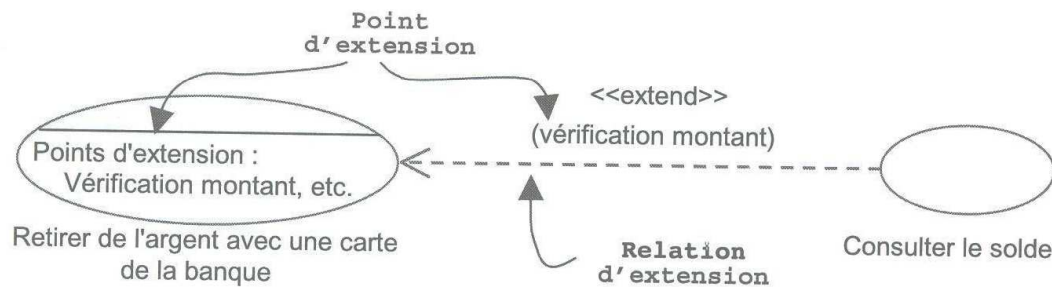 Point
d'extension
<<extend>>
(vérification montant)
Points d'extension :
Vérification montant, etc.
Retirer de l'argent avec une carte
de la banque
Relation
d'extension
Consulter le solde